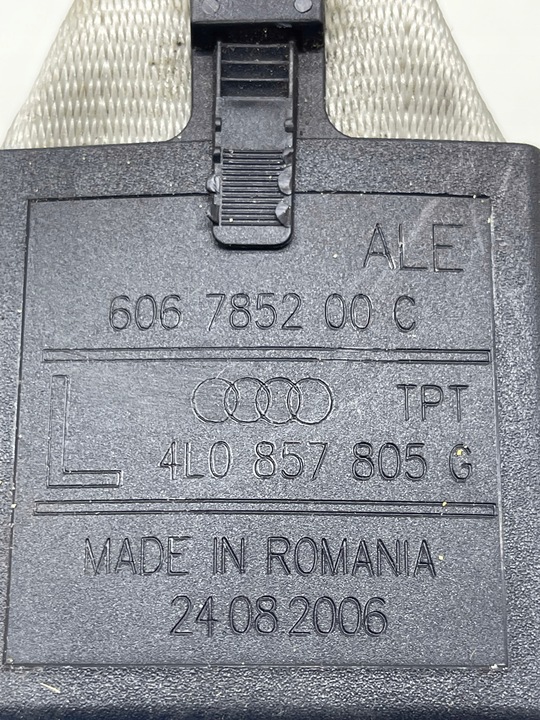 ALE
606 7852 00 C
L TPT
4L0 857 805 G
MADE IN ROMANIA
24.08.2006